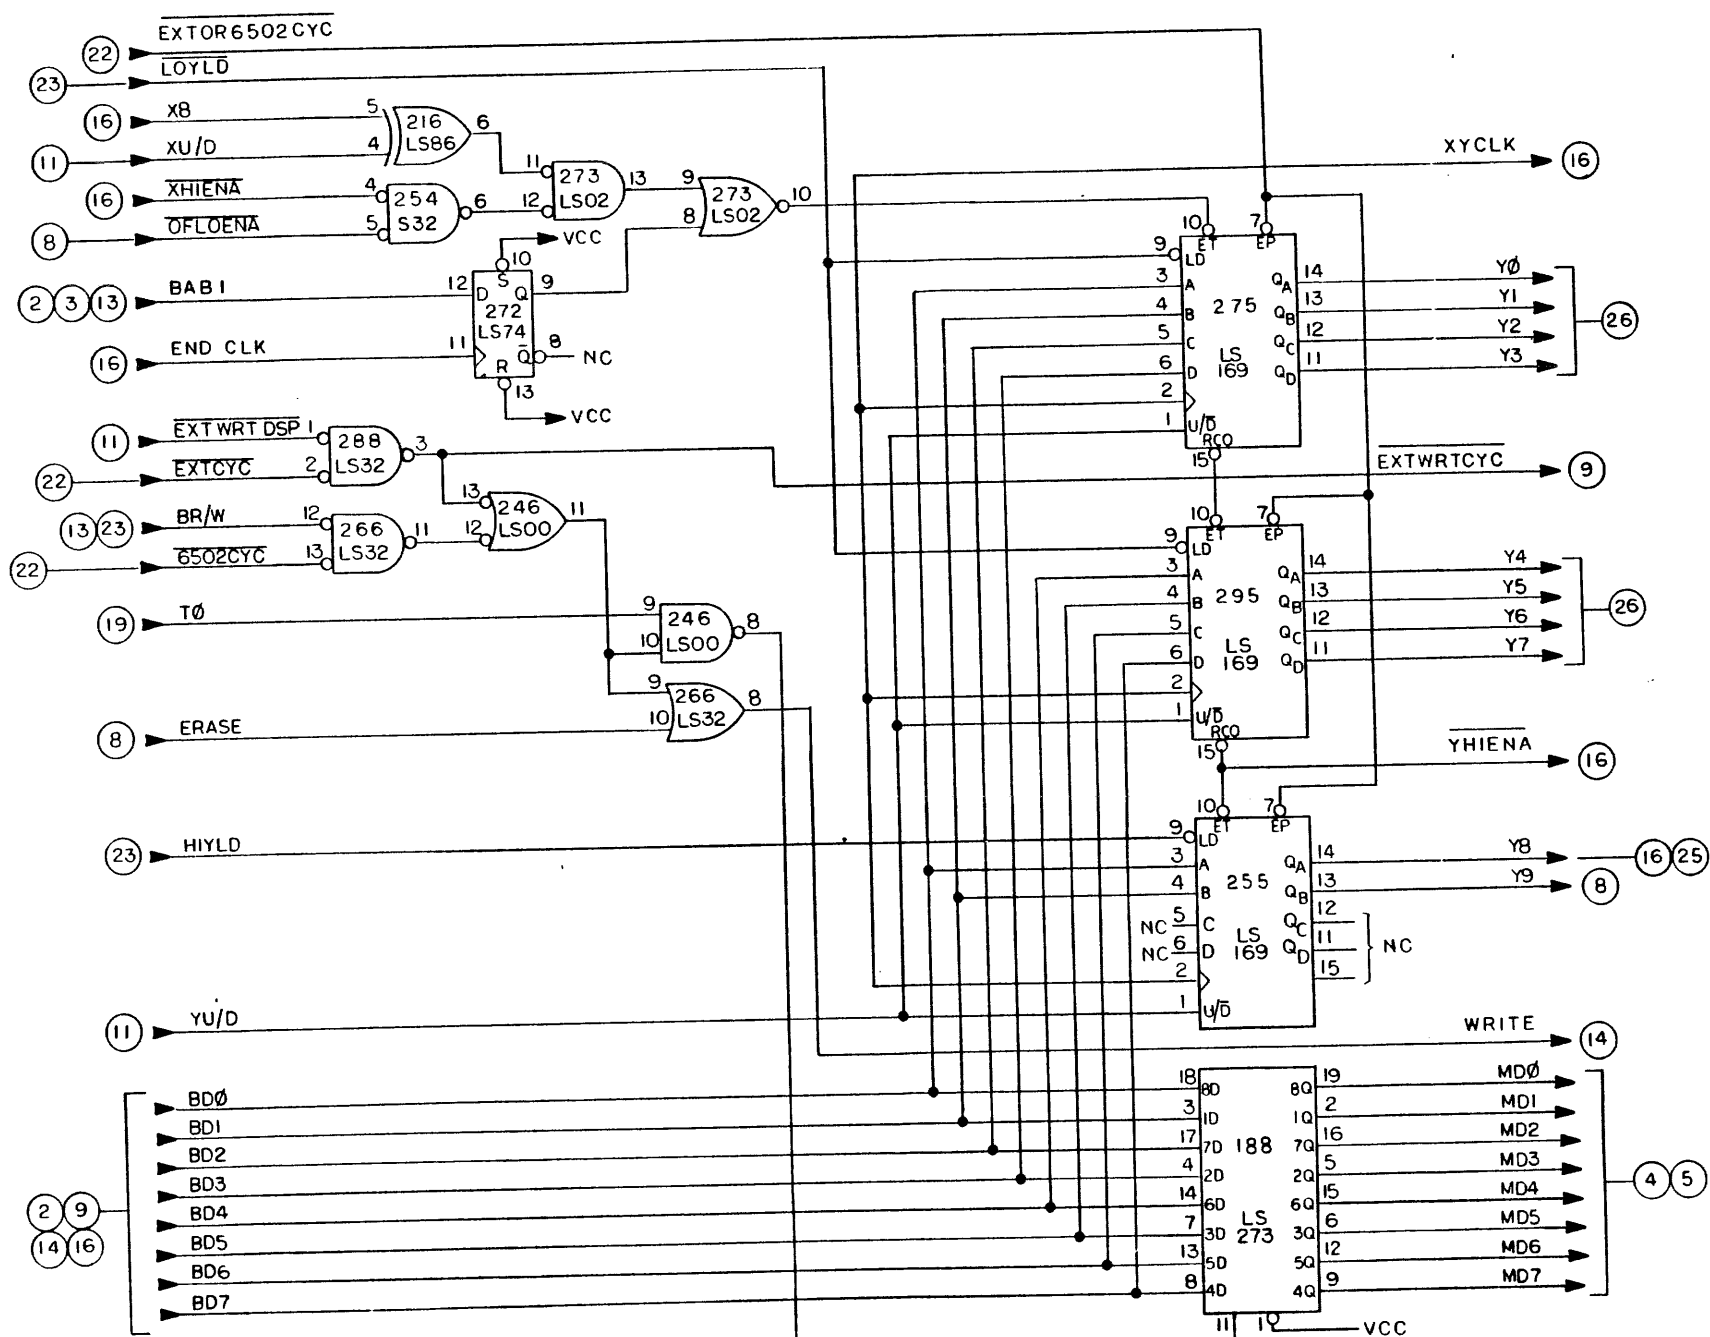 EXTOR6502CYC
22
LOYLD
23
X8
16
5
216
LS86
6
XU/D
11
4
XYCLK
16
XHIENA
16
4
254
S32
6
OFLOENA
8
5
11
273
LS02
13
12
9
273
LS02
10
8
VCC
10
BAB1
2 3 13
12
S
D Q
9
272
LS74
END CLK
16
11
Q
8
NC
R
13
VCC
10
ET
7
EP
9
LD
3
A
4
B
5
C
6
D
2
1
U/D
RCO
15
275
LS
169
QA
14
Y0
QB
13
Y1
QC
12
Y2
QD
11
Y3
26
EXTWRT DSP
11
1
288
LS32
3
EXTCYC
22
2
EXTWRTCYC
9
BR/W
13 23
12
266
LS32
11
6502CYC
22
13
13
246
LS00
11
12
10
ET
7
EP
9
LD
3
A
4
B
5
C
6
D
2
1
U/D
RCO
15
295
LS
169
QA
14
Y4
QB
13
Y5
QC
12
Y6
QD
11
Y7
26
T0
19
9
246
LS00
8
10
9
266
LS32
8
10
ERASE
8
YHIENA
16
10
ET
7
EP
HIYLD
23
9
LD
3
A
4
B
NC 5
C
NC 6
D
2
1
U/D
255
LS
169
QA
14
Y8
16 25
QB
13
Y9
8
QC
12
QD
11
15
NC
YU/D
11
WRITE
14
BD0
18
8D
8Q
19
MD0
BD1
3
1D
1Q
2
MD1
BD2
17
7D
188
7Q
16
MD2
BD3
4
2D
2Q
5
MD3
BD4
14
6D
6Q
15
MD4
BD5
7
3D
LS
273
3Q
6
MD5
BD6
13
5D
5Q
12
MD6
BD7
8
4D
4Q
9
MD7
2 9
14 16
4 5
11
1
VCC